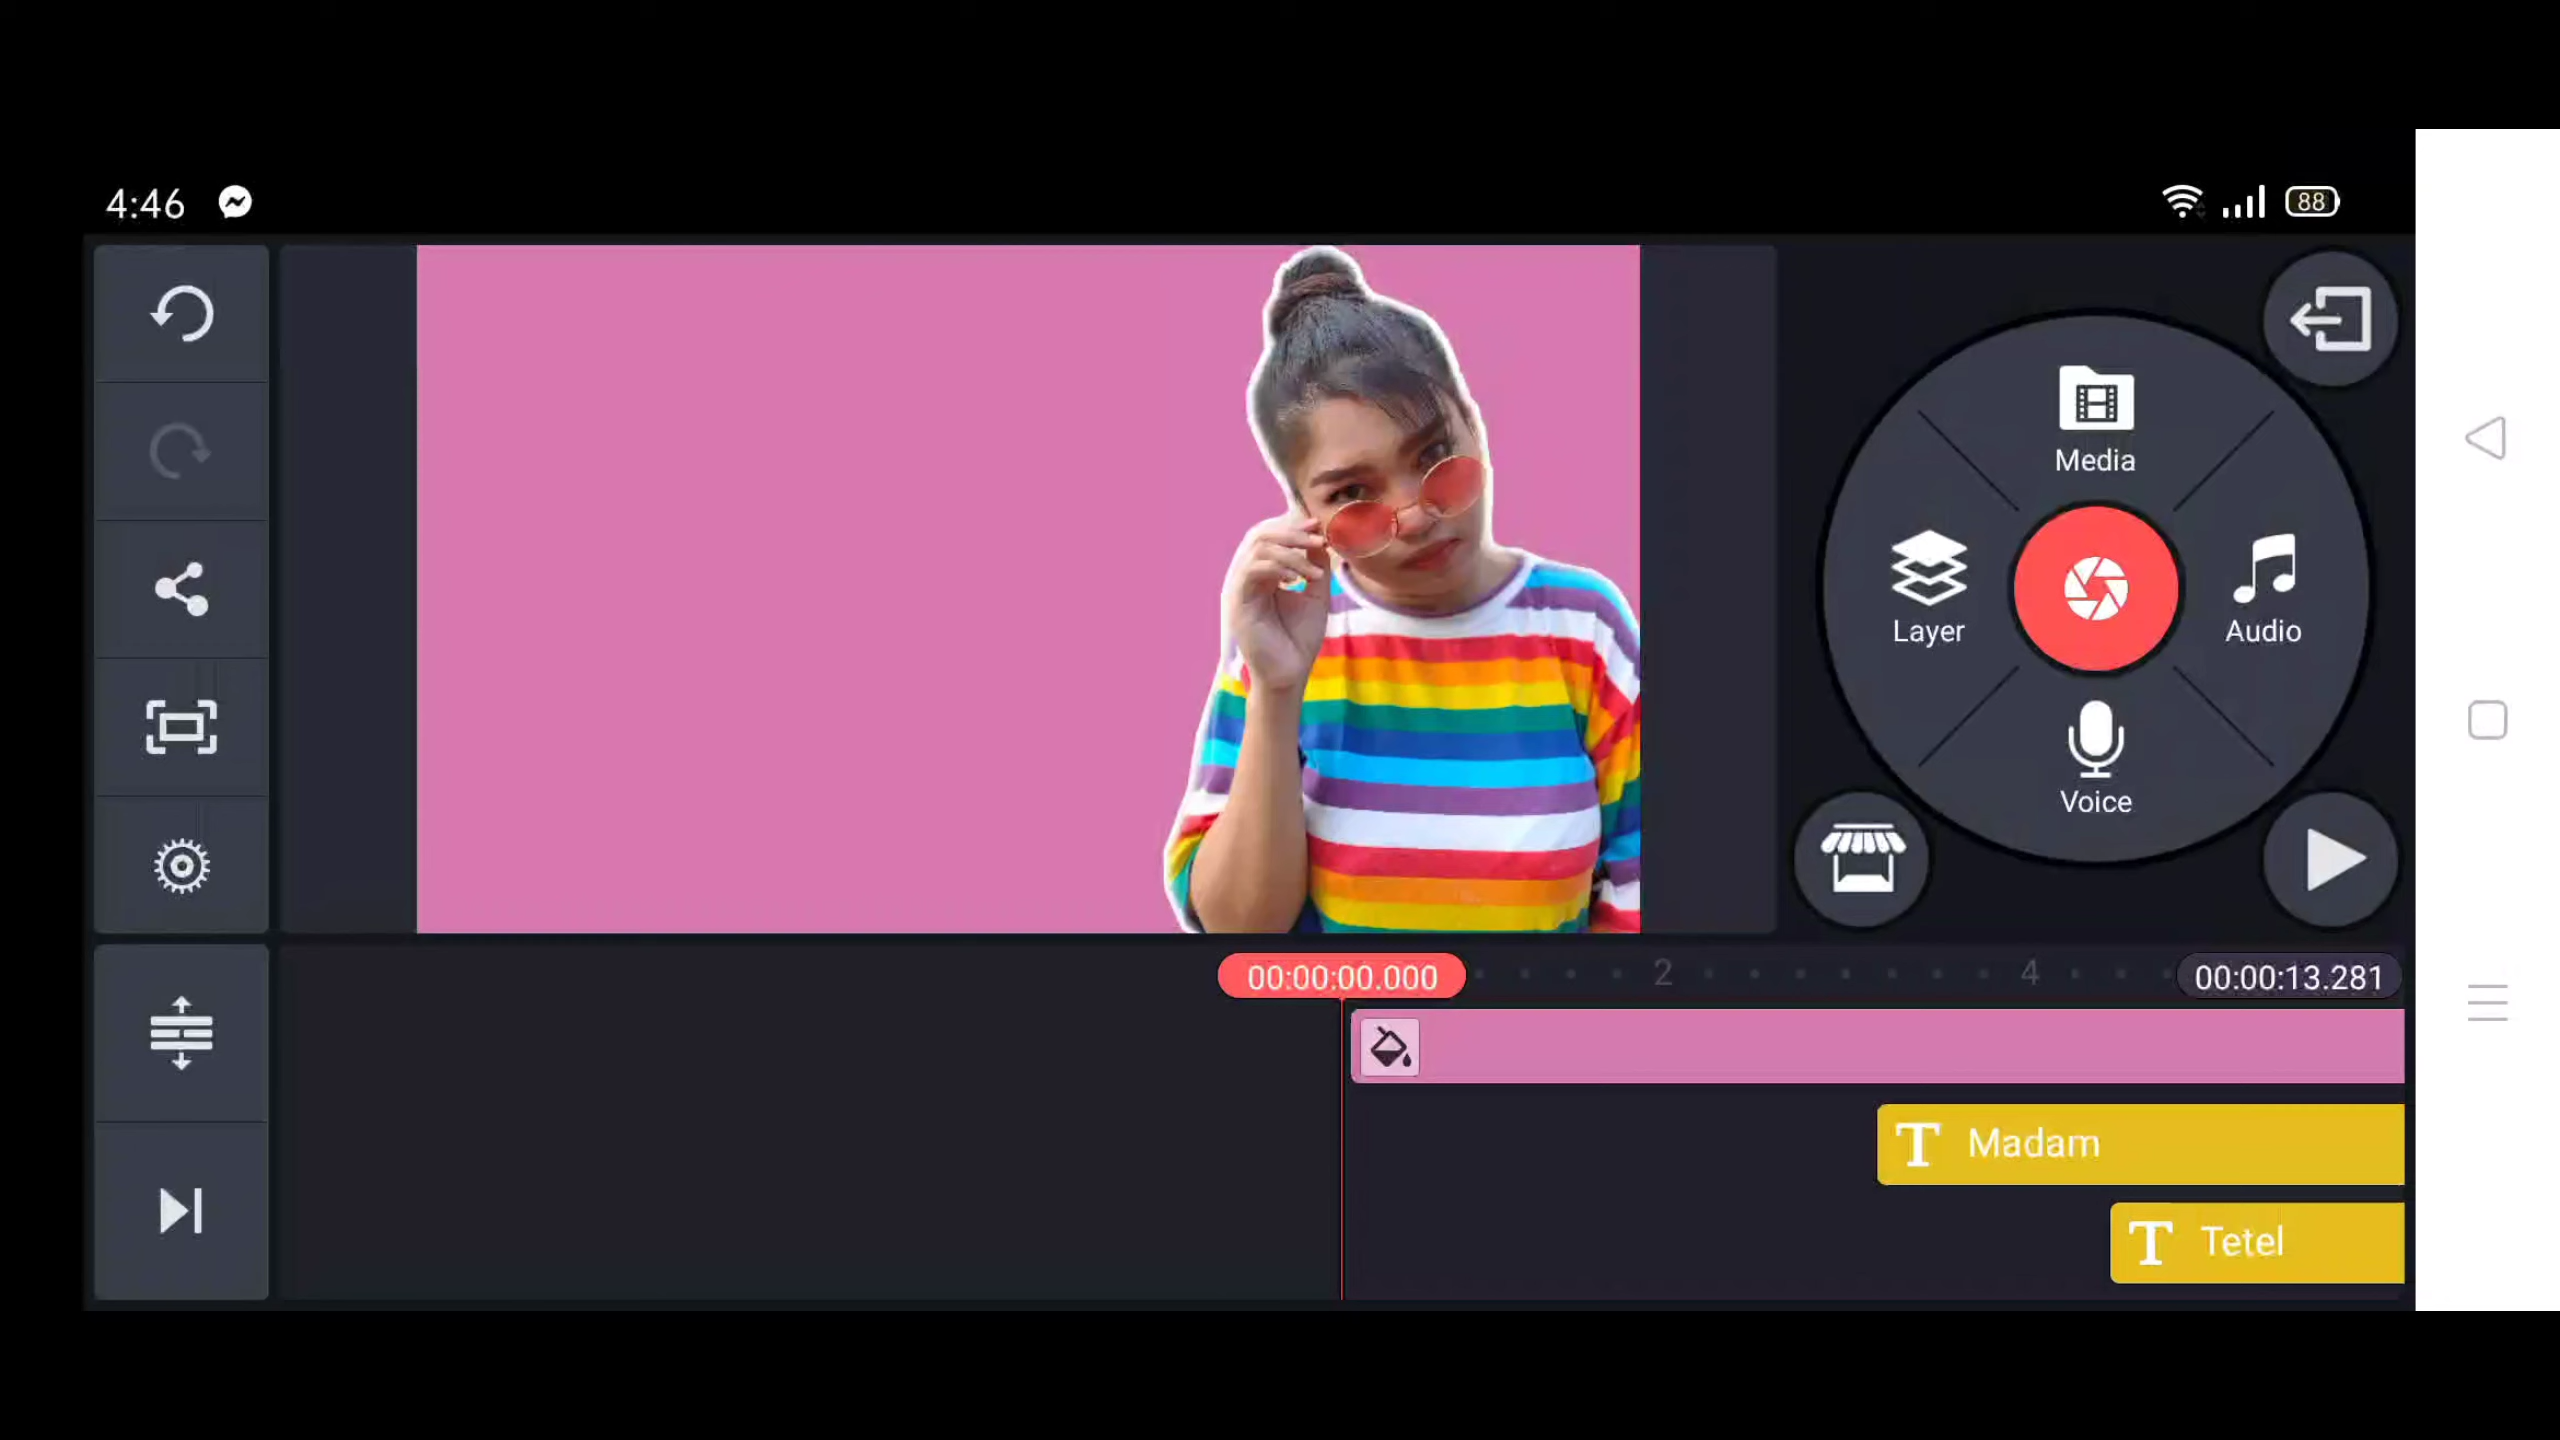 4:46
88
Media
Layer
Audio
Voice
00:00:00.000
2
4
00:00:13.281
T Madam
T Tetel